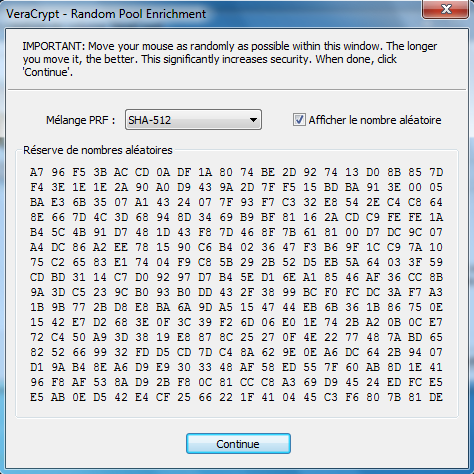 VeraCrypt - Random Pool Enrichment
IMPORTANT: Move your mouse as randomly as possible within this window. The longer
you move it, the better. This significantly increases security. When done, click
'Continue'.
Mélange PRF : SHA-512 Afficher le nombre aléatoire
Réserve de nombres aléatoires
A7 96 F5 3B AC CD 0A DF 1A 80 74 BE 2D 92 74 13 D0 8B 85 7D
F4 3E 1E 1E 2A 90 A0 D9 43 9A 2D 7F F5 15 BD BA 91 3E 00 05
BA E3 6B 35 07 A1 43 24 07 7F 93 F7 C3 32 E8 54 2E C4 C8 64
8E 66 7D 4C 3D 68 94 8D 34 69 B9 BF 81 16 2A CD C9 FE FE 1A
B4 5C 4B 91 D7 48 1D 43 F8 7D 46 8F 7B 61 81 00 D7 DC 9C 07
A4 DC 86 A2 EE 78 15 90 C6 B4 02 36 47 F3 B6 9F 1C C9 7A 10
75 C2 65 83 E1 74 04 F9 C8 5B 29 2B 52 D5 EB 5A 64 03 3F 59
CD BD 31 14 C7 D0 92 97 D7 B4 5E D1 6E A1 85 46 AF 36 CC 8B
9A 3D C5 23 9C B0 93 B0 DD 43 2F 38 99 BC F0 FC DC 3A F7 A3
1B 9B 77 2B D8 E8 BA 6A 9D A5 15 47 44 EB 6B 36 1B 86 75 0E
15 42 E7 D2 68 3E 0F 3C 39 F2 6D 06 E0 1E 74 2B A2 0B 0C E7
72 C4 50 A9 3D 38 19 E8 87 8C 25 27 0F 4E 22 77 48 7A BD 65
82 52 66 99 32 FD D5 CD 7D C4 8A 62 9E 0E A6 DC 64 2B 94 07
D1 9A B4 8E A6 D9 E9 30 33 48 AF 58 ED 55 7F 60 AB 8D 1E 41
96 F8 AF 53 8A D9 2B F8 0C 81 CC C8 A3 69 D9 45 24 ED FC E5
E5 AB 0E D5 42 E4 CF 25 66 22 1F 41 04 45 C3 F6 80 7B 81 DE
Continue